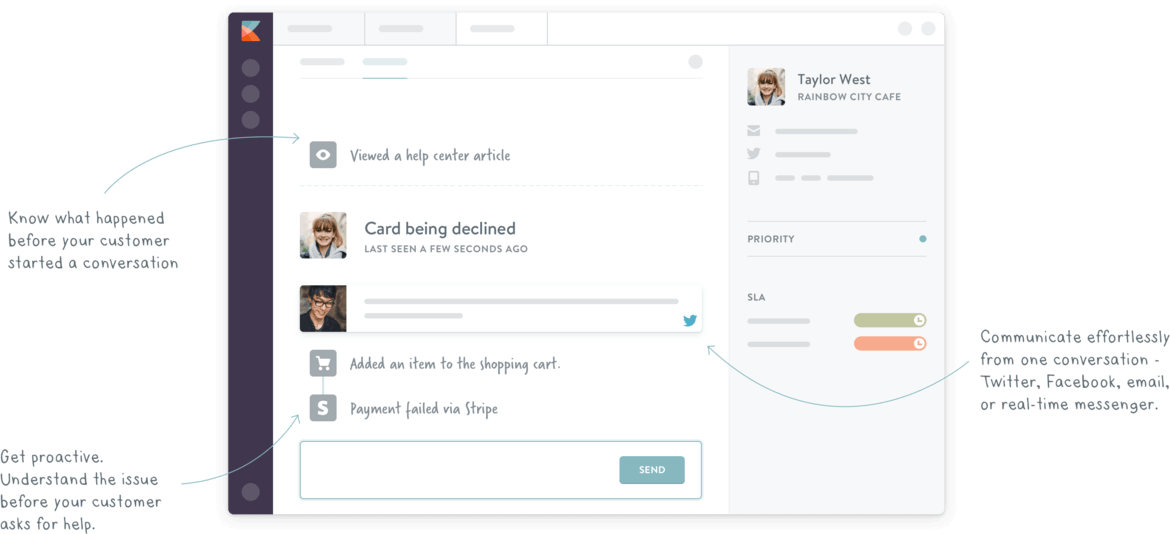 Taylor West
RAINBOW CITY CAFE
Viewed a help center article
Know what happened
before your customer
started a conversation
Card being declined
LAST SEEN A FEW SECONDS AGO
PRIORITY
SLA
Added an item to the shopping cart.
S
Payment failed via Stripe
Communicate effortlessly
from one conversation -
Twitter, Facebook, email,
or real-time messenger.
Get proactive.
Understand the issue
before your customer
asks for help.
SEND